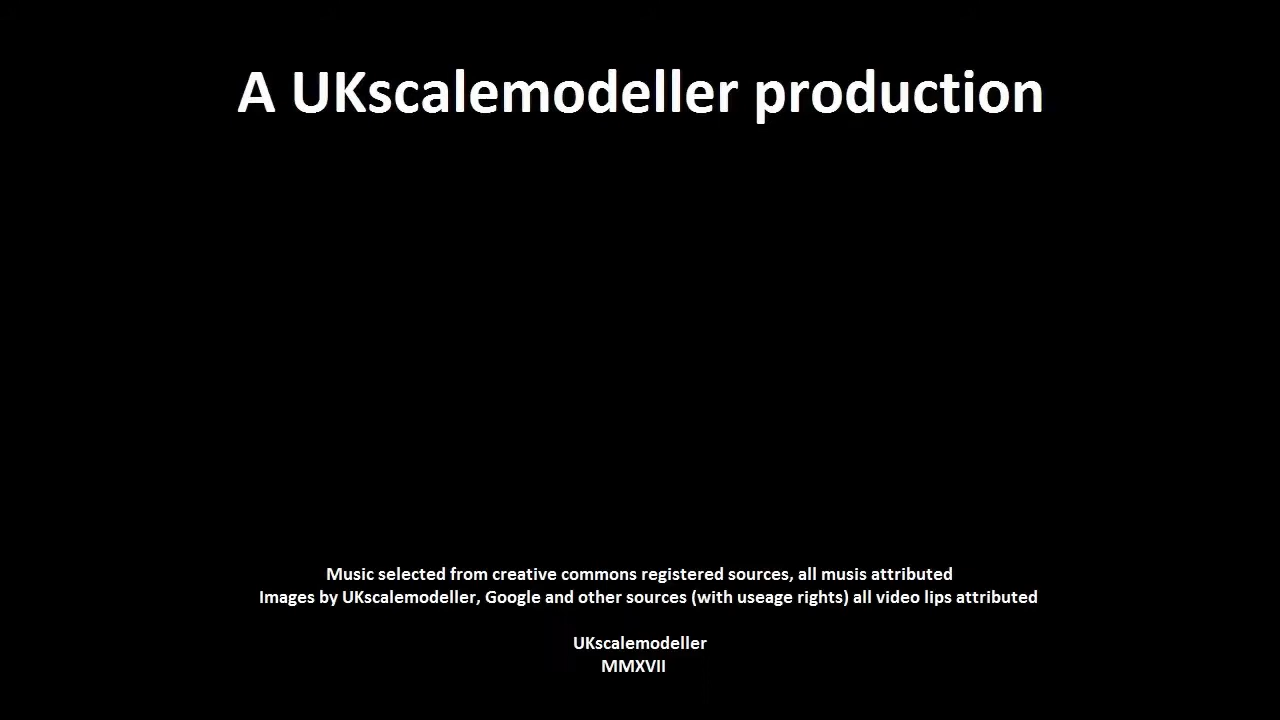 A UKscalemodeller production
Music selected from creative commons registered sources, all musis attributed
Images by UKscalemodeller, Google and other sources (with useage rights) all video lips attributed
UKscalemodeller
MMXVII